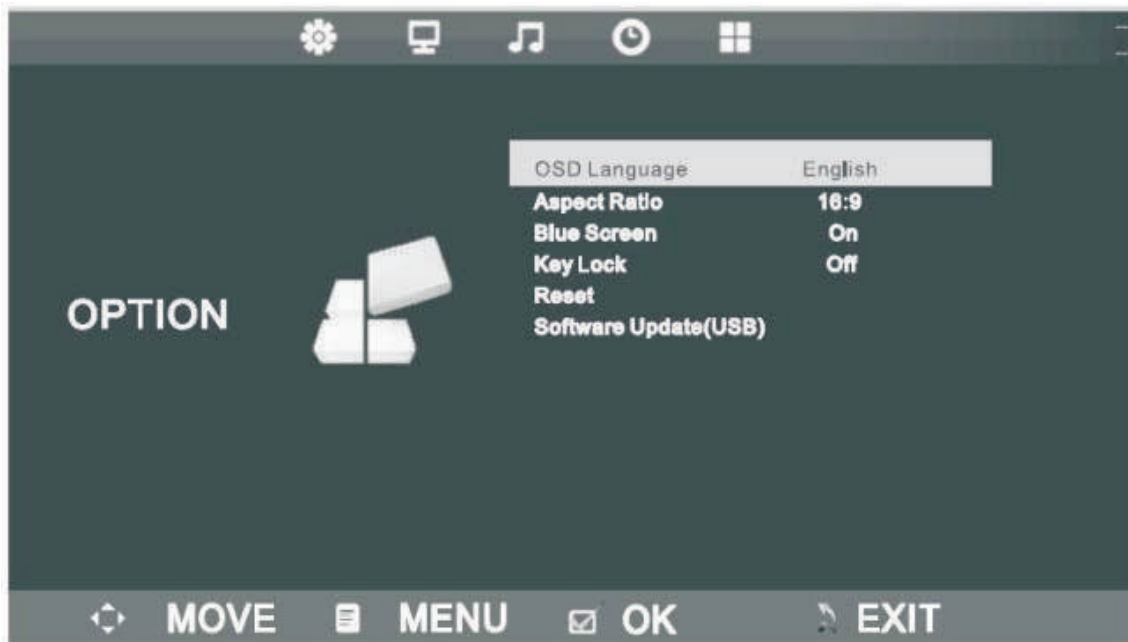 OSD Language English
Aspect Ratio 16:9
Blue Screen On
Key Lock Off
Reset
Software Update(USB)
OPTION
MOVE MENU OK EXIT